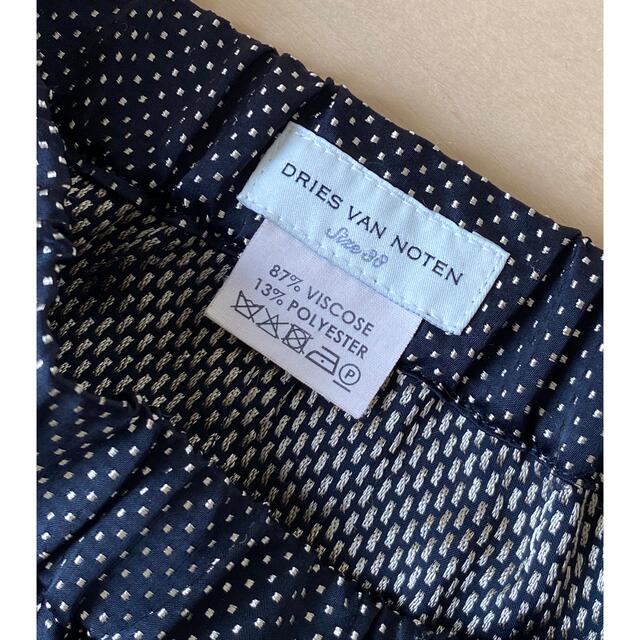 DRIES VAN NOTEN
Size 38
87% VISCOSE
13% POLYESTER
P